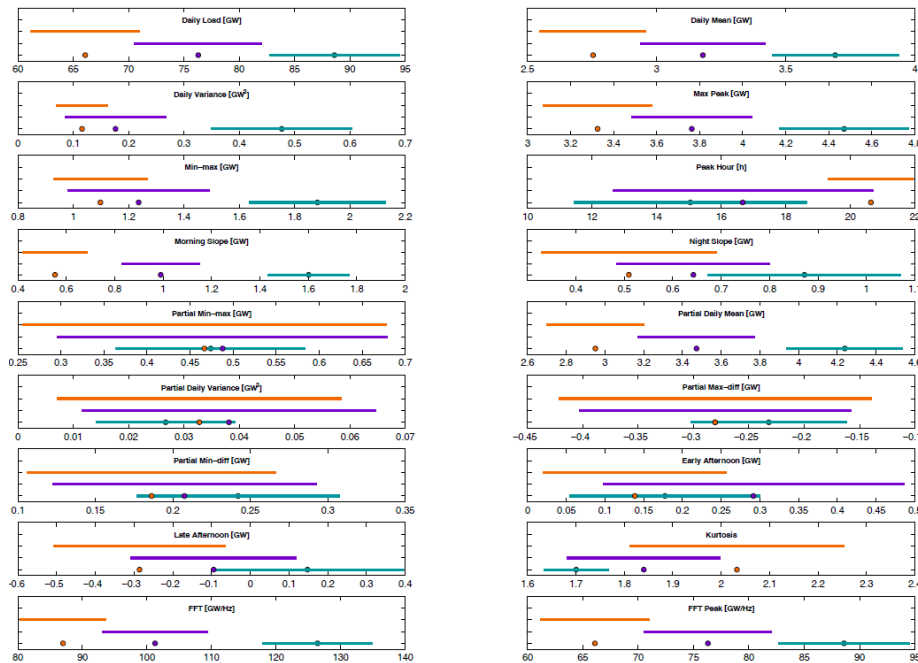 Daily Load [GW]
60 65 70 75 80 85 90 95
Daily Mean [GW]
2.5 3 3.5 4
Daily Variance [GW²]
0 0.1 0.2 0.3 0.4 0.5 0.6 0.7
Max Peak [GW]
3 3.2 3.4 3.6 3.8 4 4.2 4.4 4.6 4.8
Min−max [GW]
0.8 1 1.2 1.4 1.6 1.8 2 2.2
Peak Hour [h]
10 12 14 16 18 20 22
Morning Slope [GW]
0.4 0.6 0.8 1 1.2 1.4 1.6 1.8 2
Night Slope [GW]
0.4 0.5 0.6 0.7 0.8 0.9 1 1.1
Partial Min−max [GW]
0.25 0.3 0.35 0.4 0.45 0.5 0.55 0.6 0.65 0.7
Partial Daily Mean [GW]
2.6 2.8 3 3.2 3.4 3.6 3.8 4 4.2 4.4 4.6
Partial Daily Variance [GW²]
0 0.01 0.02 0.03 0.04 0.05 0.06 0.07
Partial Max−diff [GW]
−0.45 −0.4 −0.35 −0.3 −0.25 −0.2 −0.15 −0.1
Partial Min−diff [GW]
0.1 0.15 0.2 0.25 0.3 0.35
Early Afternoon [GW]
0 0.05 0.1 0.15 0.2 0.25 0.3 0.35 0.4 0.45 0.5
Late Afternoon [GW]
−0.6 −0.5 −0.4 −0.3 −0.2 −0.1 0 0.1 0.2 0.3 0.4
Kurtosis
1.6 1.7 1.8 1.9 2 2.1 2.2 2.3 2.4
FFT [GW/Hz]
80 90 100 110 120 130 140
FFT Peak [GW/Hz]
60 65 70 75 80 85 90 95